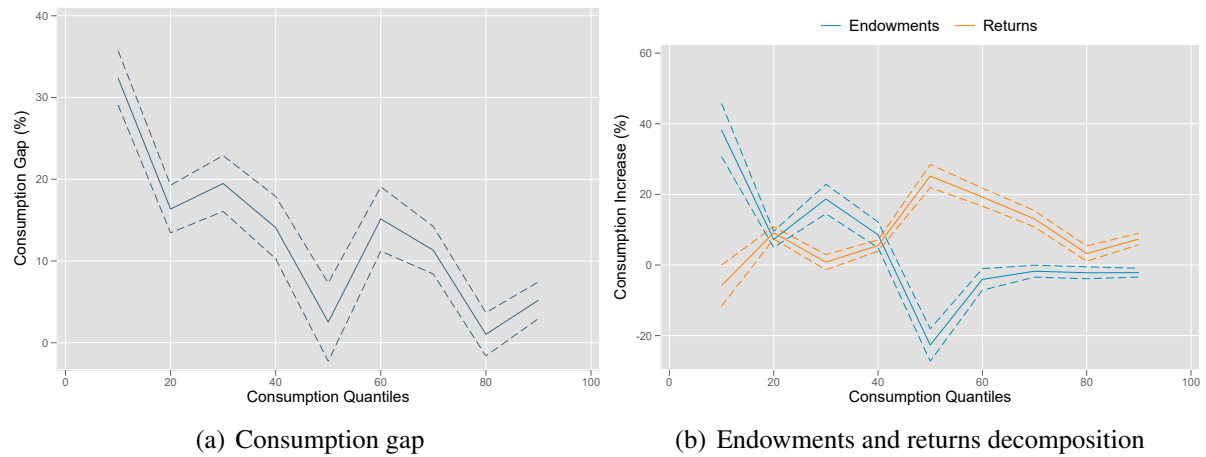 40
30
20
10
0
Consumption Gap (%)
0 20 40 60 80 100
Consumption Quantiles
(a) Consumption gap
Endowments Returns
60
40
20
0
-20
Consumption Increase (%)
0 20 40 60 80 100
Consumption Quantiles
(b) Endowments and returns decomposition